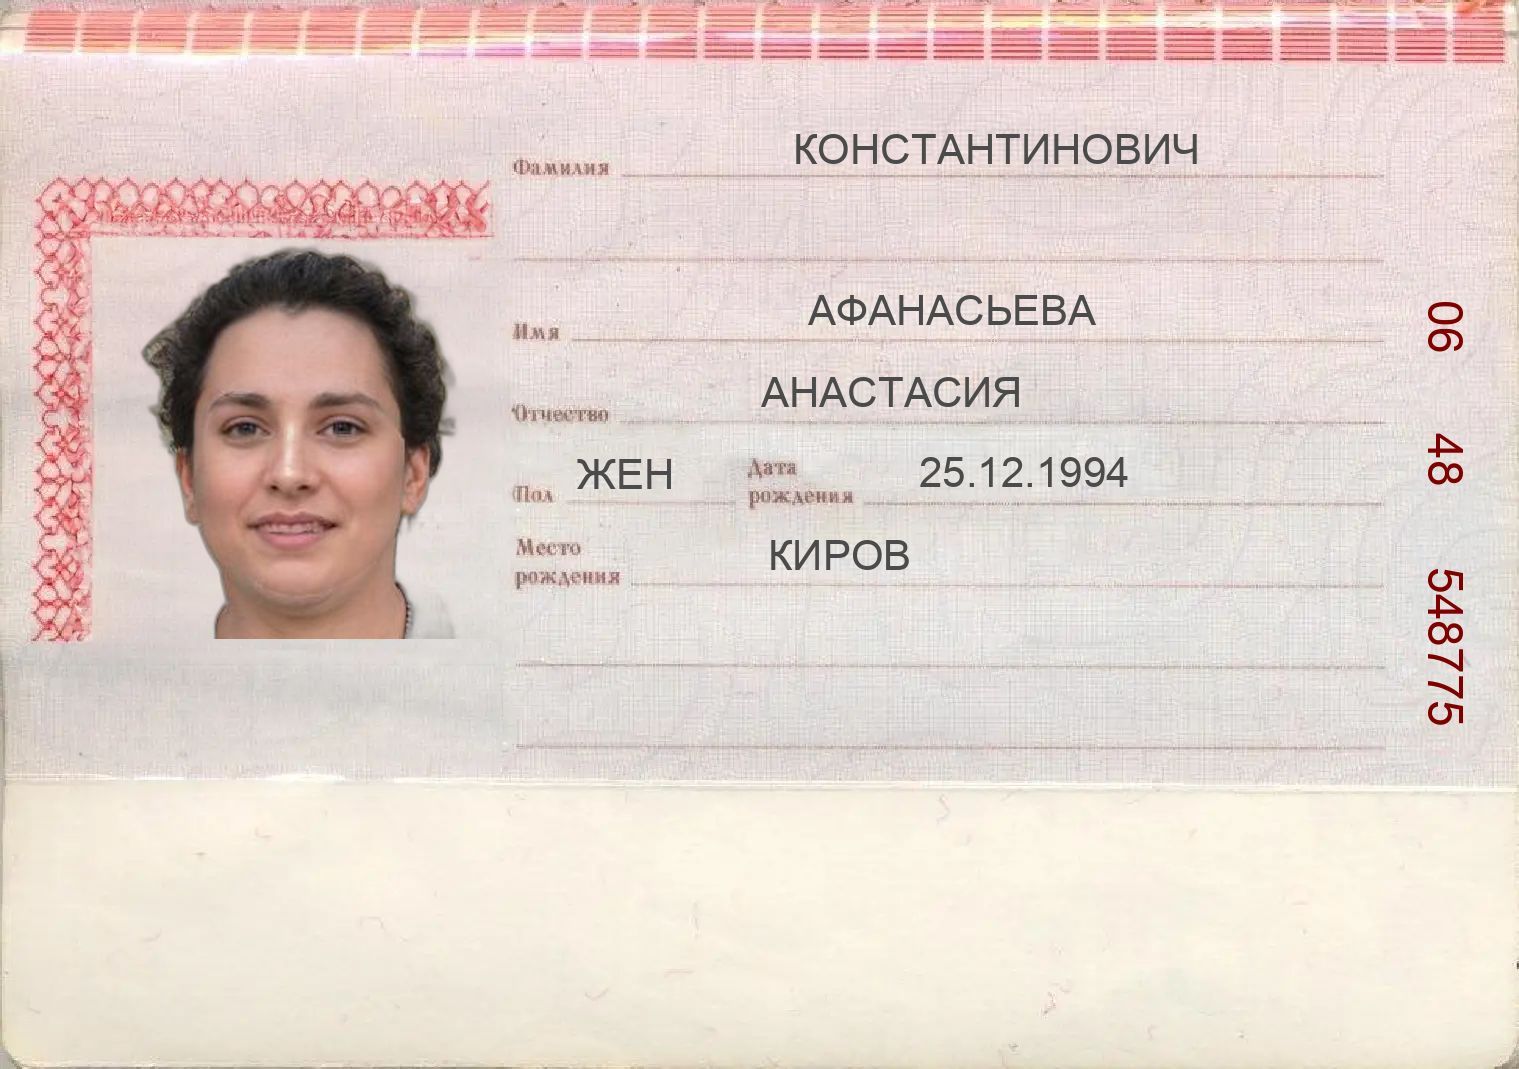 Фамилия КОНСТАНТИНОВИЧ
Имя АФАНАСЬЕВА
Отчество АНАСТАСИЯ
Пол ЖЕН Дата рождения 25.12.1994
Место рождения КИРОВ
06 48 548775